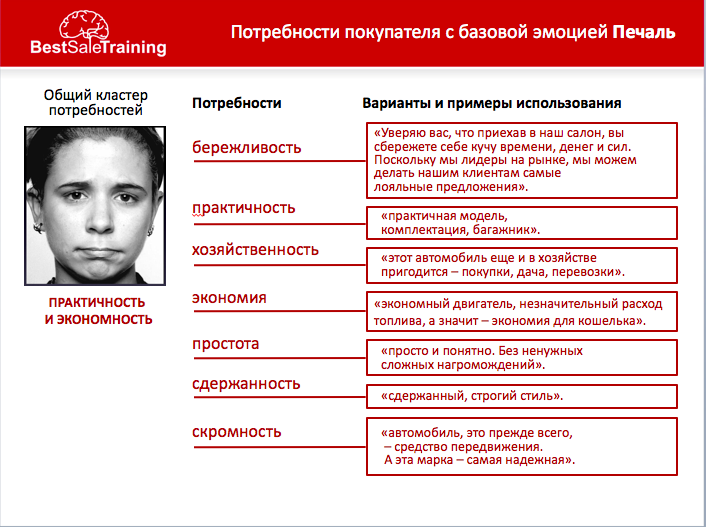 BestSaleTraining
Потребности покупателя с базовой эмоцией Печаль
Общий кластер
потребностей
ПРАКТИЧНОСТЬ
И ЭКОНОМНОСТЬ
Потребности
Варианты и примеры использования
бережливость
«Уверяю вас, что приехав в наш салон, вы
сбережете себе кучу времени, денег и сил.
Поскольку мы лидеры на рынке, мы можем
делать нашим клиентам самые
лояльные предложения».
практичность
«практичная модель,
комплектация, багажник».
хозяйственность
«этот автомобиль еще и в хозяйстве
пригодится – покупки, дача, перевозки».
экономия
«экономный двигатель, незначительный расход
топлива, а значит – экономия для кошелька».
простота
«просто и понятно. Без ненужных
сложных нагромождений».
сдержанность
«сдержанный, строгий стиль».
скромность
«автомобиль, это прежде всего,
– средство передвижения.
А эта марка – самая надежная».